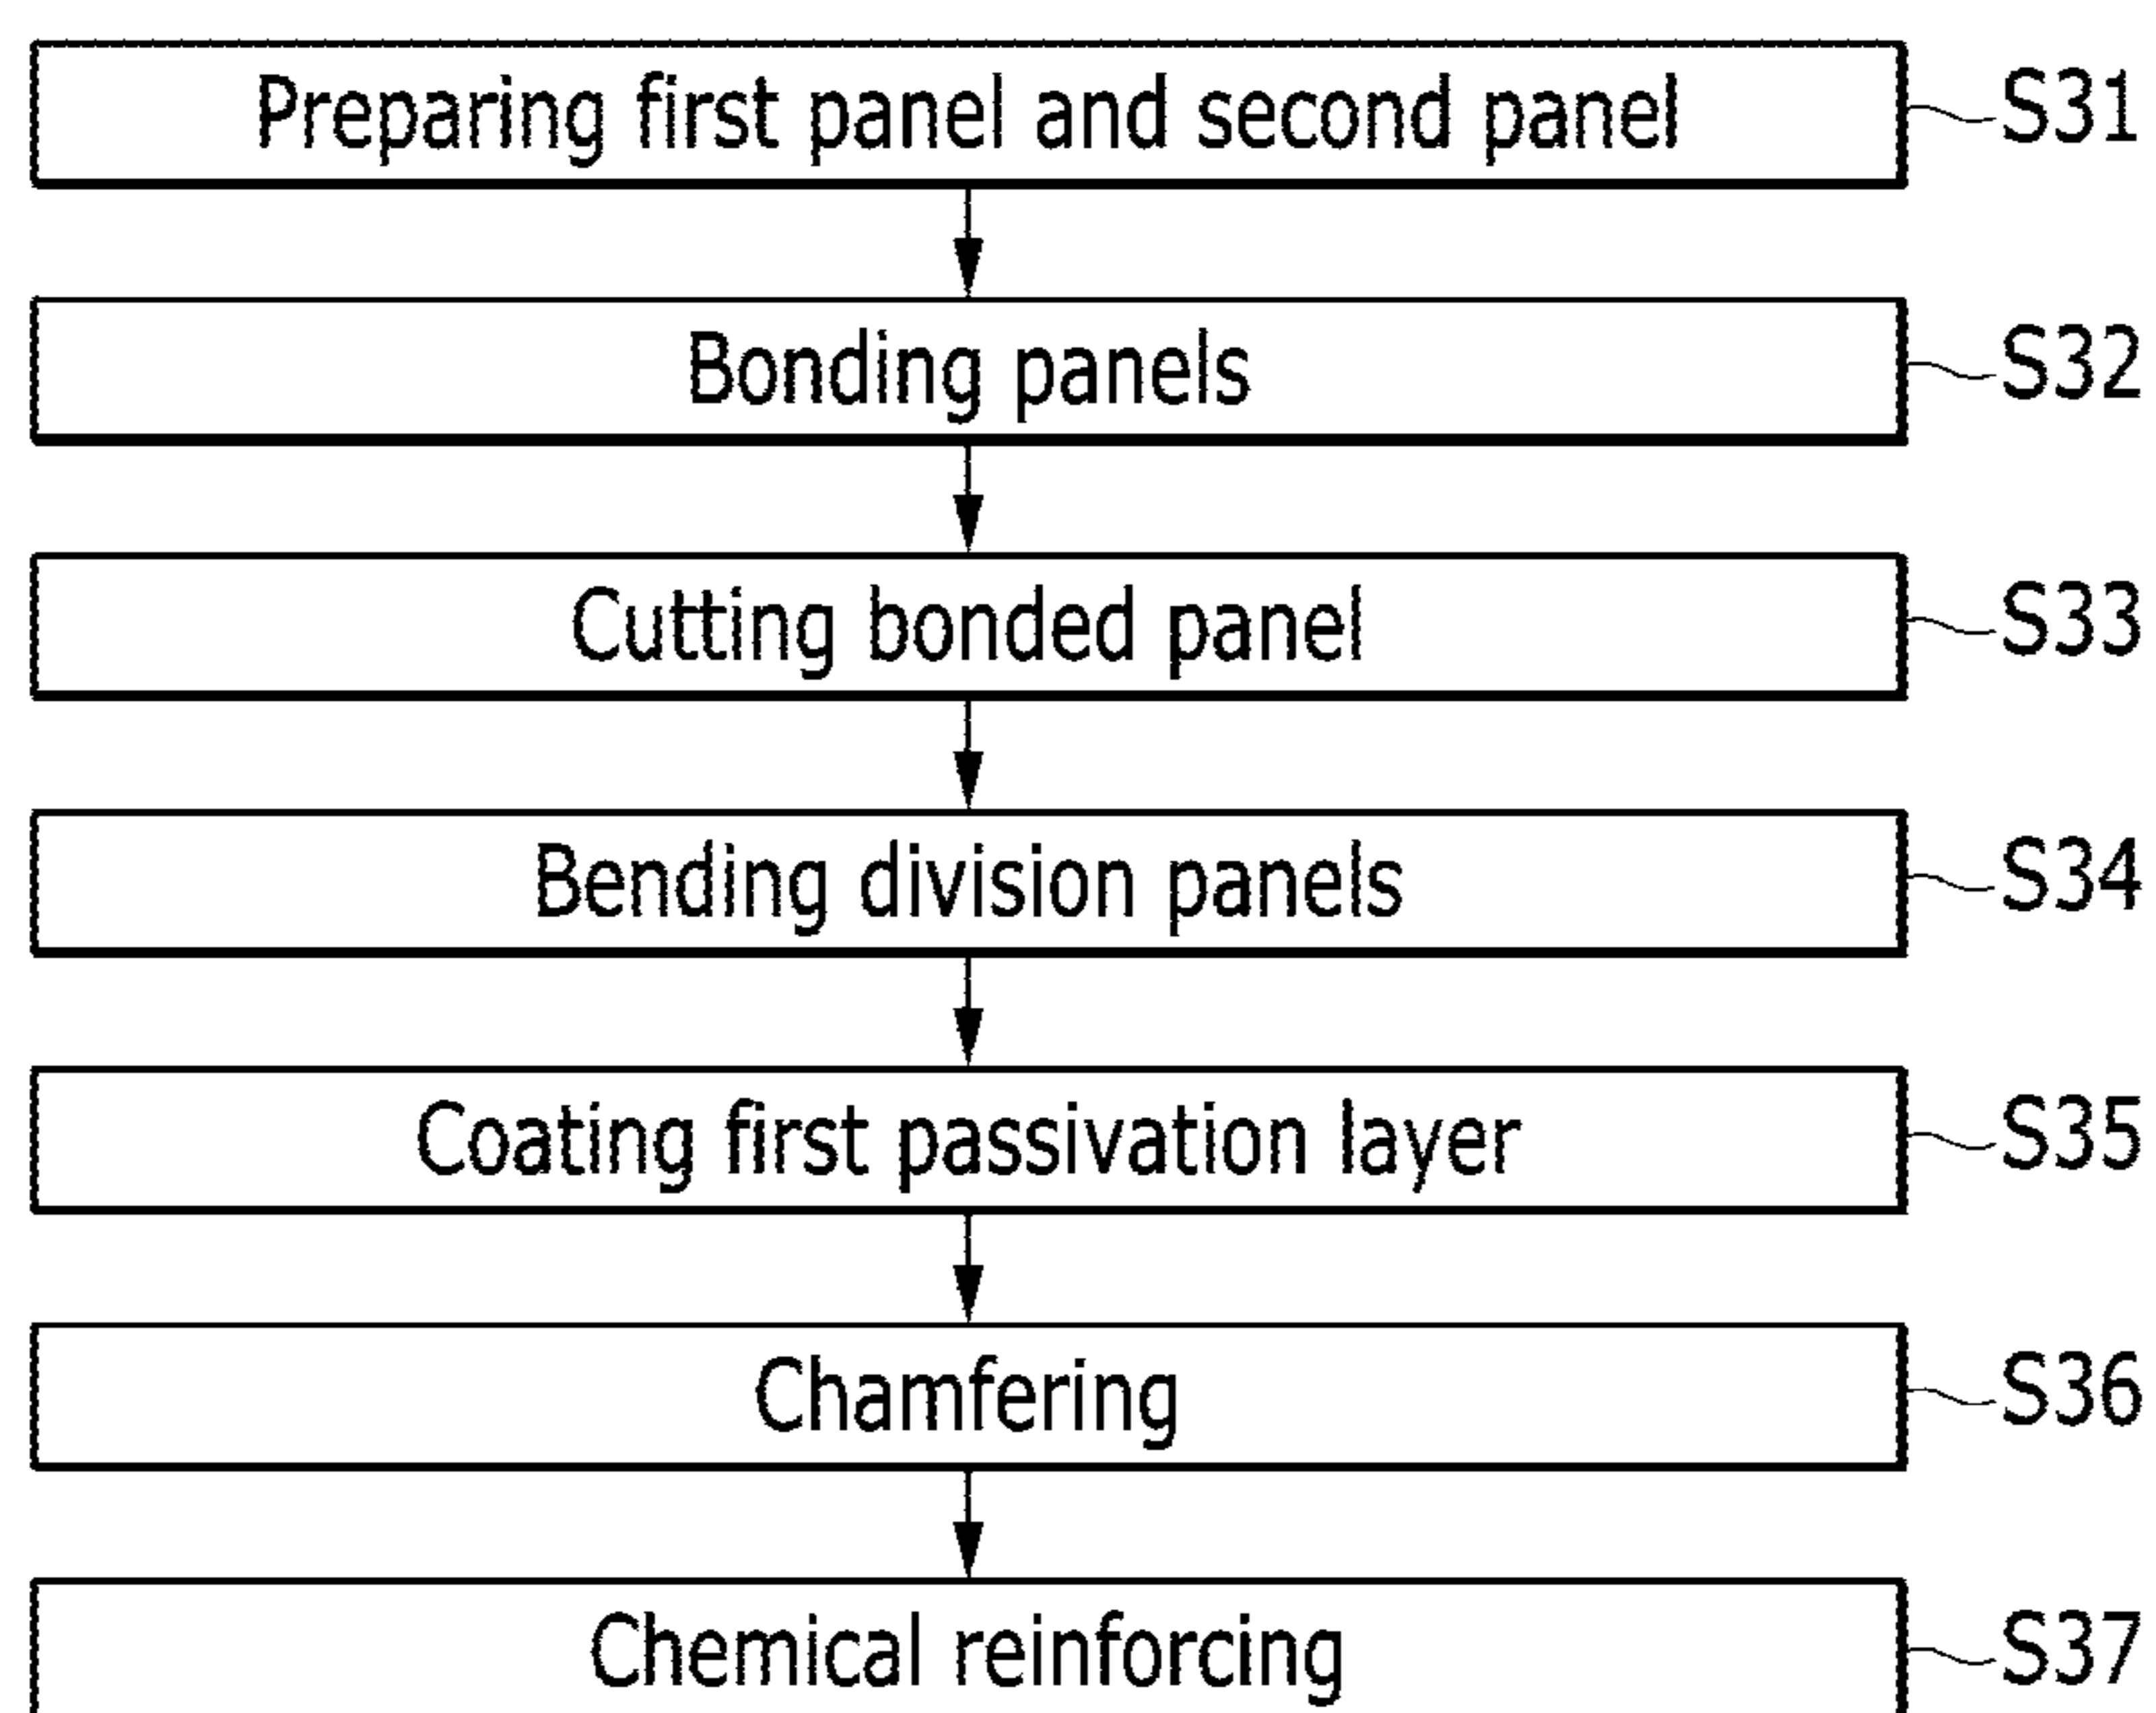 Preparing first panel and second panel S31
Bonding panels S32
Cutting bonded panel S33
Bending division panels S34
Coating first passivation layer S35
Chamfering S36
Chemical reinforcing S37